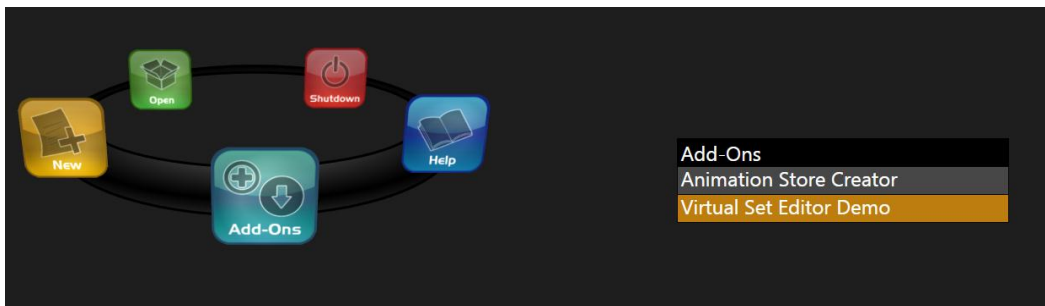 Open
Shutdown
New
Help
Add-Ons
Add-Ons
Animation Store Creator
Virtual Set Editor Demo